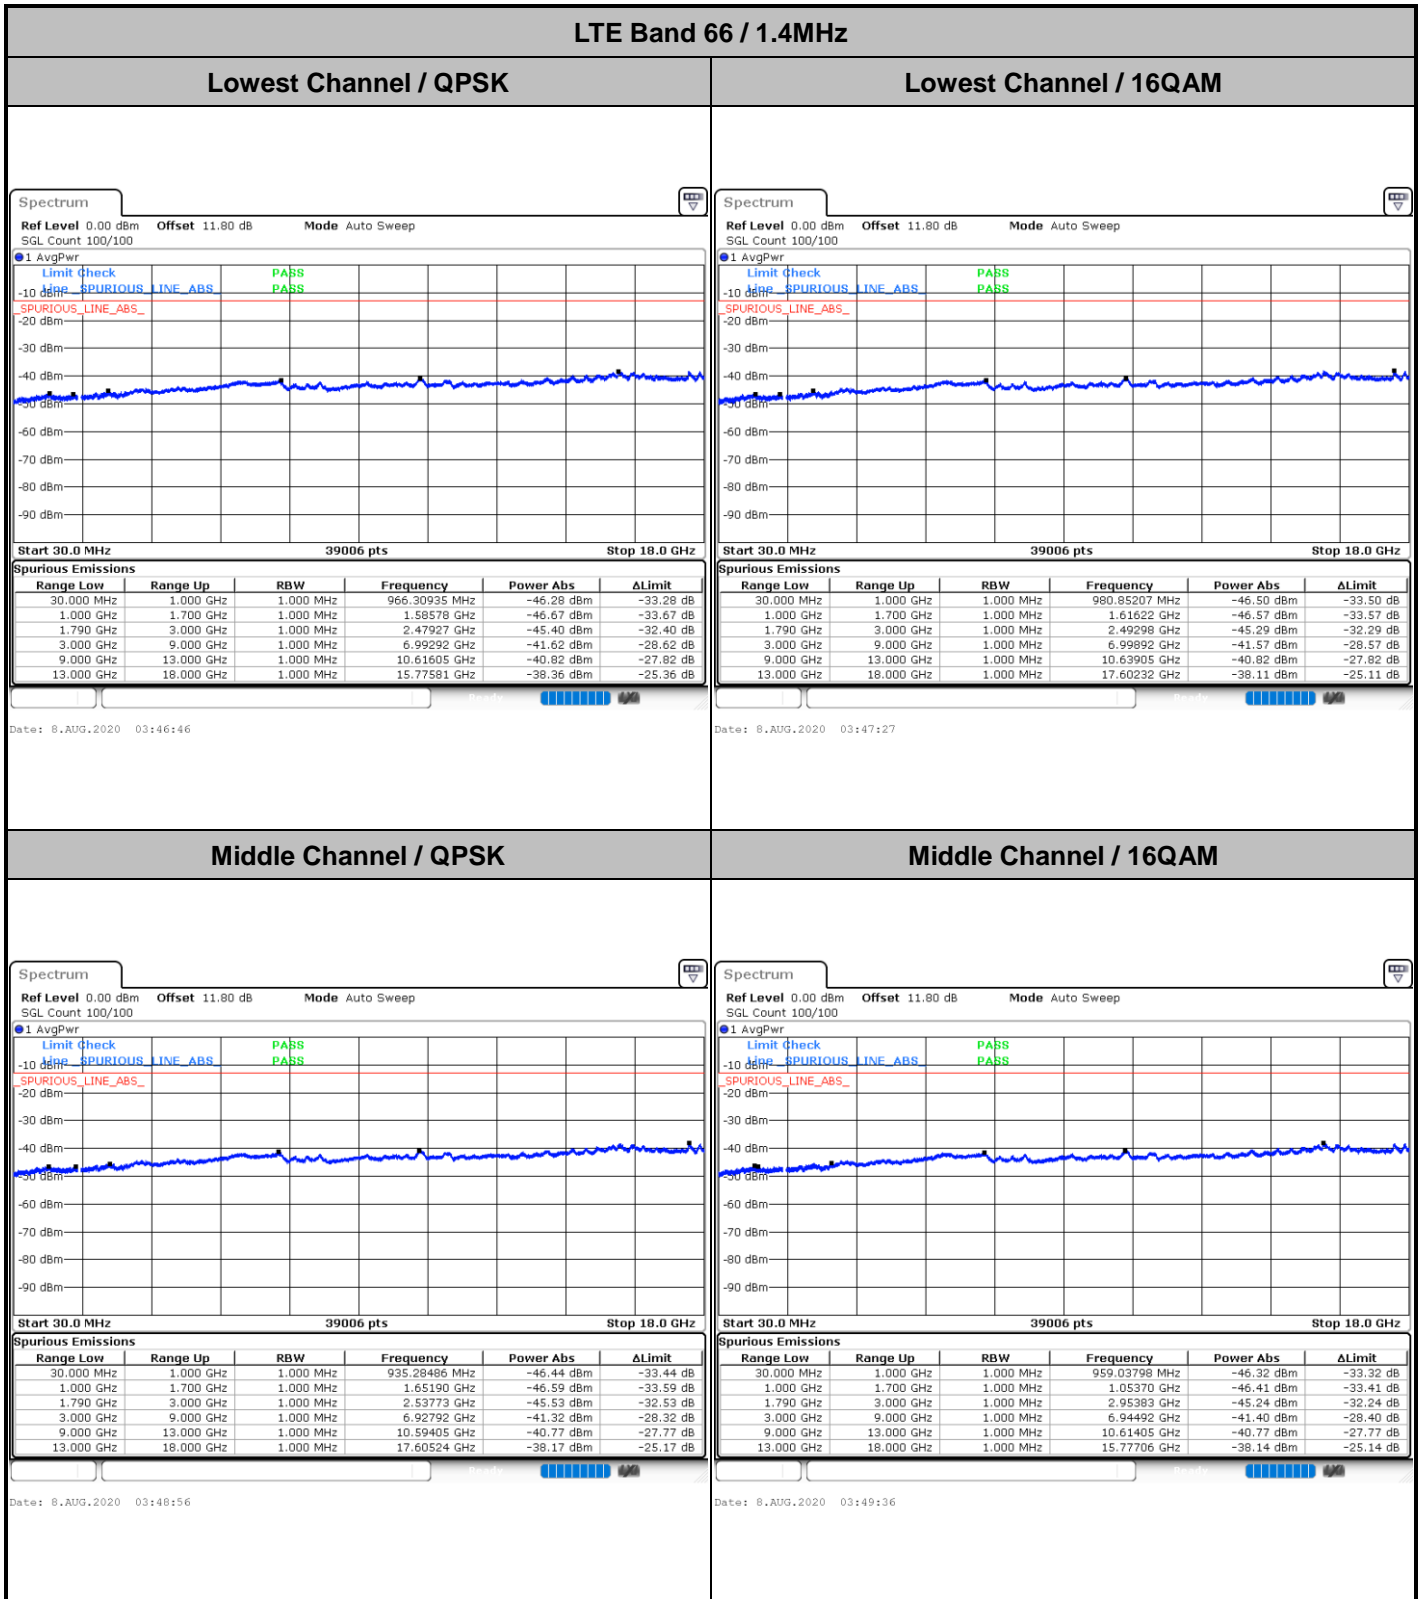 LTE Band 66 / 1.4MHz
Lowest Channel / QPSK
Lowest Channel / 16QAM
Spectrum
Ref Level 0.00 dBm Offset 11.80 dB Mode Auto Sweep
SGL Count 100/100
1 AvgPwr
Limit Check PASS
Line _SPURIOUS_LINE_ABS_ PASS
-10 dBm
_SPURIOUS_LINE_ABS_
-20 dBm
-30 dBm
-40 dBm
-50 dBm
-60 dBm
-70 dBm
-80 dBm
-90 dBm
Start 30.0 MHz 39006 pts Stop 18.0 GHz
Spurious Emissions
Range Low Range Up RBW Frequency Power Abs ΔLimit
30.000 MHz 1.000 GHz 1.000 MHz 966.30935 MHz -46.28 dBm -33.28 dB
1.000 GHz 1.700 GHz 1.000 MHz 1.58578 GHz -46.67 dBm -33.67 dB
1.790 GHz 3.000 GHz 1.000 MHz 2.47927 GHz -45.40 dBm -32.40 dB
3.000 GHz 9.000 GHz 1.000 MHz 6.99292 GHz -41.62 dBm -28.62 dB
9.000 GHz 13.000 GHz 1.000 MHz 10.61605 GHz -40.82 dBm -27.82 dB
13.000 GHz 18.000 GHz 1.000 MHz 15.77581 GHz -38.36 dBm -25.36 dB
Date: 8.AUG.2020 03:46:46
Spectrum
Ref Level 0.00 dBm Offset 11.80 dB Mode Auto Sweep
SGL Count 100/100
1 AvgPwr
Limit Check PASS
Line _SPURIOUS_LINE_ABS_ PASS
-10 dBm
_SPURIOUS_LINE_ABS_
-20 dBm
-30 dBm
-40 dBm
-50 dBm
-60 dBm
-70 dBm
-80 dBm
-90 dBm
Start 30.0 MHz 39006 pts Stop 18.0 GHz
Spurious Emissions
Range Low Range Up RBW Frequency Power Abs ΔLimit
30.000 MHz 1.000 GHz 1.000 MHz 980.85207 MHz -46.50 dBm -33.50 dB
1.000 GHz 1.700 GHz 1.000 MHz 1.61622 GHz -46.57 dBm -33.57 dB
1.790 GHz 3.000 GHz 1.000 MHz 2.49298 GHz -45.29 dBm -32.29 dB
3.000 GHz 9.000 GHz 1.000 MHz 6.99892 GHz -41.57 dBm -28.57 dB
9.000 GHz 13.000 GHz 1.000 MHz 10.63905 GHz -40.82 dBm -27.82 dB
13.000 GHz 18.000 GHz 1.000 MHz 17.60232 GHz -38.11 dBm -25.11 dB
Date: 8.AUG.2020 03:47:27
Middle Channel / QPSK
Middle Channel / 16QAM
Spectrum
Ref Level 0.00 dBm Offset 11.80 dB Mode Auto Sweep
SGL Count 100/100
1 AvgPwr
Limit Check PASS
Line _SPURIOUS_LINE_ABS_ PASS
-10 dBm
_SPURIOUS_LINE_ABS_
-20 dBm
-30 dBm
-40 dBm
-50 dBm
-60 dBm
-70 dBm
-80 dBm
-90 dBm
Start 30.0 MHz 39006 pts Stop 18.0 GHz
Spurious Emissions
Range Low Range Up RBW Frequency Power Abs ΔLimit
30.000 MHz 1.000 GHz 1.000 MHz 935.28486 MHz -46.44 dBm -33.44 dB
1.000 GHz 1.700 GHz 1.000 MHz 1.65190 GHz -46.59 dBm -33.59 dB
1.790 GHz 3.000 GHz 1.000 MHz 2.53773 GHz -45.53 dBm -32.53 dB
3.000 GHz 9.000 GHz 1.000 MHz 6.92792 GHz -41.32 dBm -28.32 dB
9.000 GHz 13.000 GHz 1.000 MHz 10.59405 GHz -40.77 dBm -27.77 dB
13.000 GHz 18.000 GHz 1.000 MHz 17.60524 GHz -38.17 dBm -25.17 dB
Date: 8.AUG.2020 03:48:56
Spectrum
Ref Level 0.00 dBm Offset 11.80 dB Mode Auto Sweep
SGL Count 100/100
1 AvgPwr
Limit Check PASS
Line _SPURIOUS_LINE_ABS_ PASS
-10 dBm
_SPURIOUS_LINE_ABS_
-20 dBm
-30 dBm
-40 dBm
-50 dBm
-60 dBm
-70 dBm
-80 dBm
-90 dBm
Start 30.0 MHz 39006 pts Stop 18.0 GHz
Spurious Emissions
Range Low Range Up RBW Frequency Power Abs ΔLimit
30.000 MHz 1.000 GHz 1.000 MHz 959.03798 MHz -46.32 dBm -33.32 dB
1.000 GHz 1.700 GHz 1.000 MHz 1.05370 GHz -46.41 dBm -33.41 dB
1.790 GHz 3.000 GHz 1.000 MHz 2.95383 GHz -45.24 dBm -32.24 dB
3.000 GHz 9.000 GHz 1.000 MHz 6.94492 GHz -41.40 dBm -28.40 dB
9.000 GHz 13.000 GHz 1.000 MHz 10.61405 GHz -40.77 dBm -27.77 dB
13.000 GHz 18.000 GHz 1.000 MHz 15.77706 GHz -38.14 dBm -25.14 dB
Date: 8.AUG.2020 03:49:36